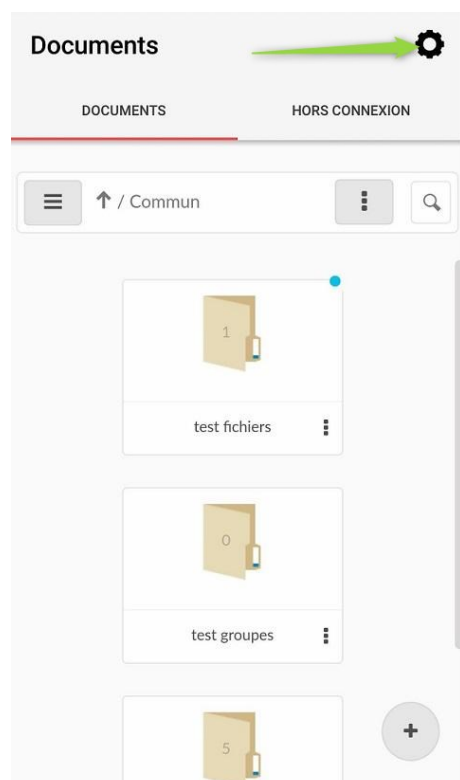 Documents
DOCUMENTS
HORS CONNEXION
/ Commun
1
test fichiers
0
test groupes
5